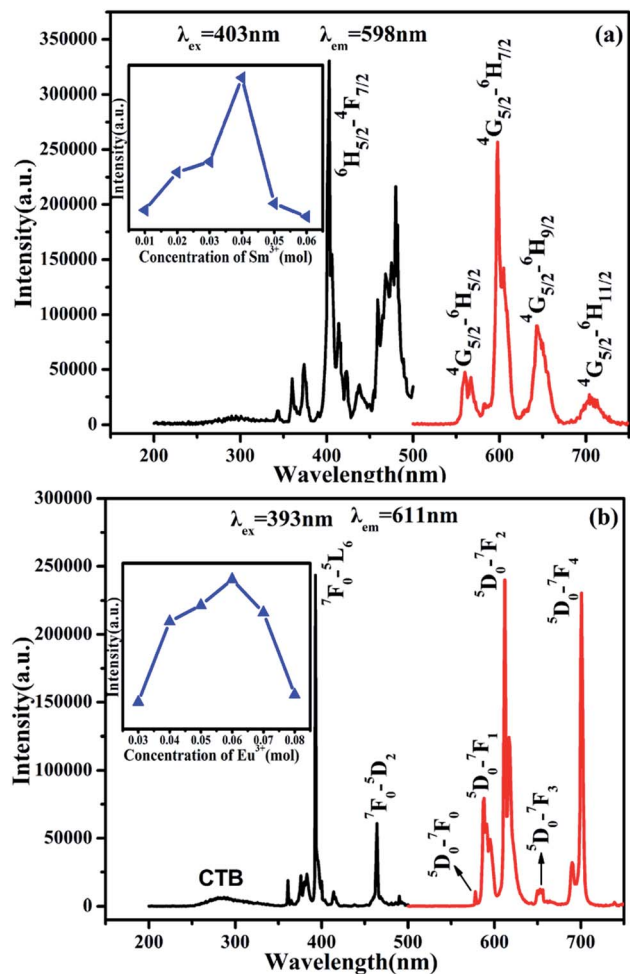 (a)
λex=403nm λem=598nm
350000
300000
250000
200000
150000
100000
50000
0
Intensity(a.u.)
Intensity(a.u.)
0.01 0.02 0.03 0.04 0.05 0.06
Concentration of Sm³⁺(mol)
⁶H₅/₂-⁴F₇/₂
⁴G₅/₂-⁶H₅/₂
⁴G₅/₂-⁶H₇/₂
⁴G₅/₂-⁶H₉/₂
⁴G₅/₂-⁶H₁₁/₂
200 300 400 500 600 700
Wavelength(nm)
(b)
λex=393nm λem=611nm
300000
250000
200000
150000
100000
50000
0
Intensity(a.u.)
Intensity(a.u.)
0.03 0.04 0.05 0.06 0.07 0.08
Concentration of Eu³⁺(mol)
CTB
⁷F₀-⁵L₆
⁷F₀-⁵D₂
⁵D₀-⁷F₀
⁵D₀-⁷F₁
⁵D₀-⁷F₂
⁵D₀-⁷F₃
⁵D₀-⁷F₄
200 300 400 500 600 700
Wavelength(nm)